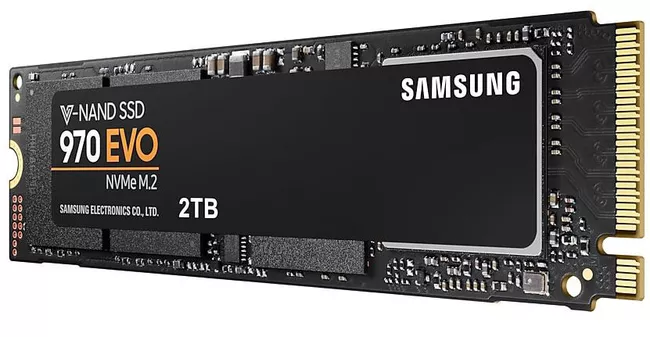 V-NAND SSD
970 EVO
NVMe M.2
SAMSUNG ELECTRONICS CO., LTD.
2TB
SAMSUNG